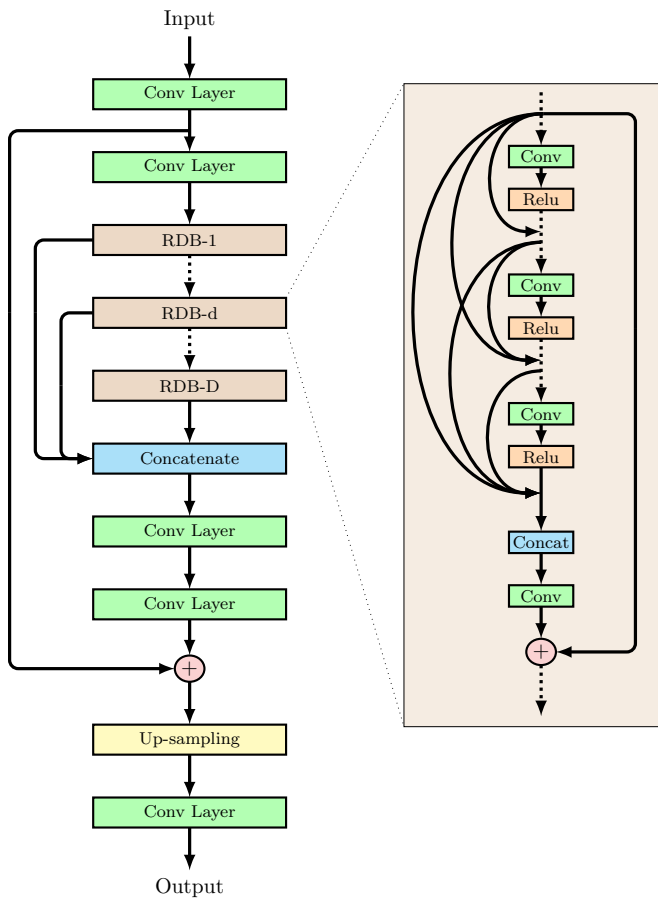 Input
Conv Layer
Conv Layer
RDB-1
RDB-d
RDB-D
Concatenate
Conv Layer
Conv Layer
+
Up-sampling
Conv Layer
Output
Conv
Relu
Conv
Relu
Conv
Relu
Concat
Conv
+